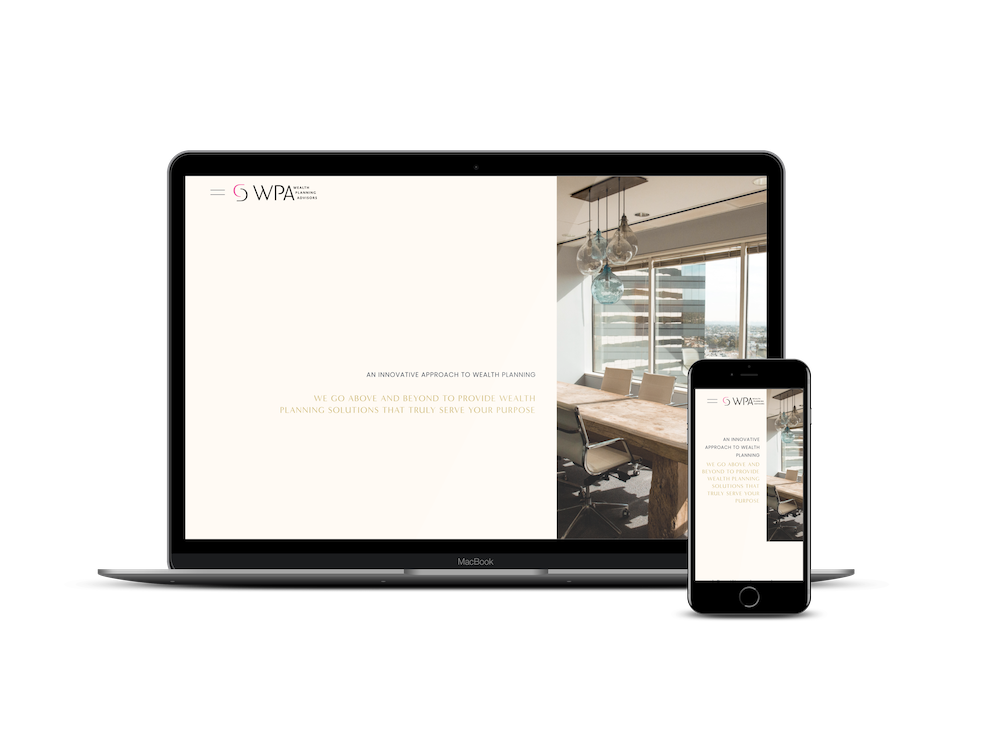 WPA
WEALTH
PLANNING
ADVISORS
AN INNOVATIVE APPROACH TO WEALTH PLANNING
WE GO ABOVE AND BEYOND TO PROVIDE WEALTH
PLANNING SOLUTIONS THAT TRULY SERVE YOUR PURPOSE
MacBook
WPA
AN INNOVATIVE
APPROACH TO WEALTH
PLANNING
WE GO ABOVE AND
BEYOND TO PROVIDE
WEALTH PLANNING
SOLUTIONS THAT
TRULY SERVE YOUR
PURPOSE